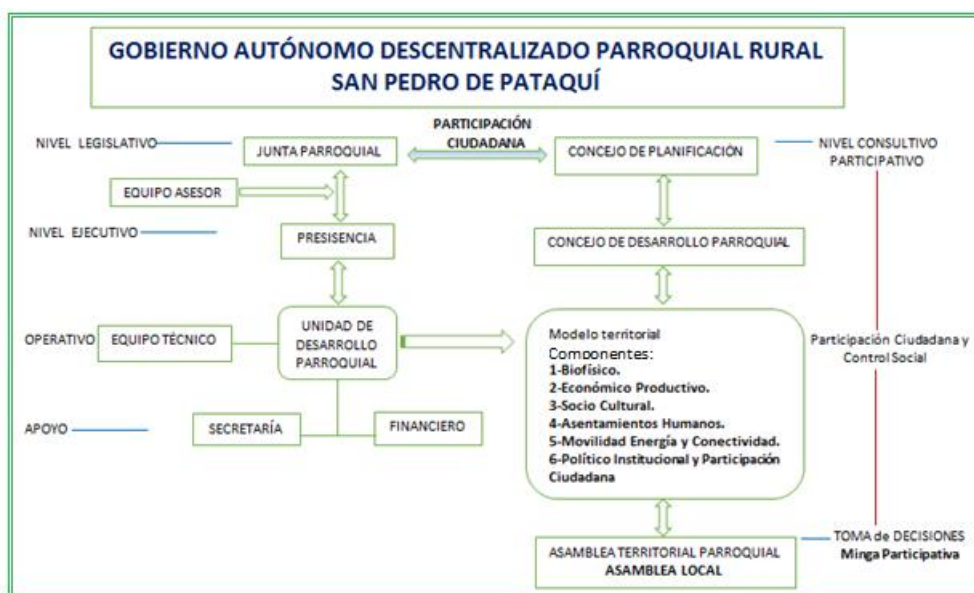 GOBIERNO AUTÓNOMO DESCENTRALIZADO PARROQUIAL RURAL
SAN PEDRO DE PATAQUÍ
NIVEL LEGISLATIVO
JUNTA PARROQUIAL
PARTICIPACIÓN
CIUDADANA
CONCEJO DE PLANIFICACIÓN
NIVEL CONSULTIVO
PARTICIPATIVO
EQUIPO ASESOR
NIVEL EJECUTIVO
PRESISENCIA
CONCEJO DE DESARROLLO PARROQUIAL
OPERATIVO
EQUIPO TÉCNICO
UNIDAD DE
DESARROLLO
PARROQUIAL
Modelo territorial
Componentes:
1-Biofísico.
2-Económico Productivo.
3-Socio Cultural.
4-Asentamientos Humanos.
5-Movilidad Energía y Conectividad.
6-Político Institucional y Participación
Ciudadana
Participación Ciudadana y
Control Social
APOYO
SECRETARÍA
FINANCIERO
ASAMBLEA TERRITORIAL PARROQUIAL
ASAMBLEA LOCAL
TOMA de DECISIONES
Minga Participativa